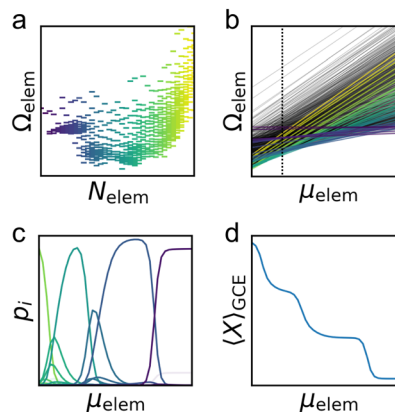 a
Ω_elem
N_elem
b
Ω_elem
μ_elem
c
p_i
μ_elem
d
⟨X⟩_GCE
μ_elem